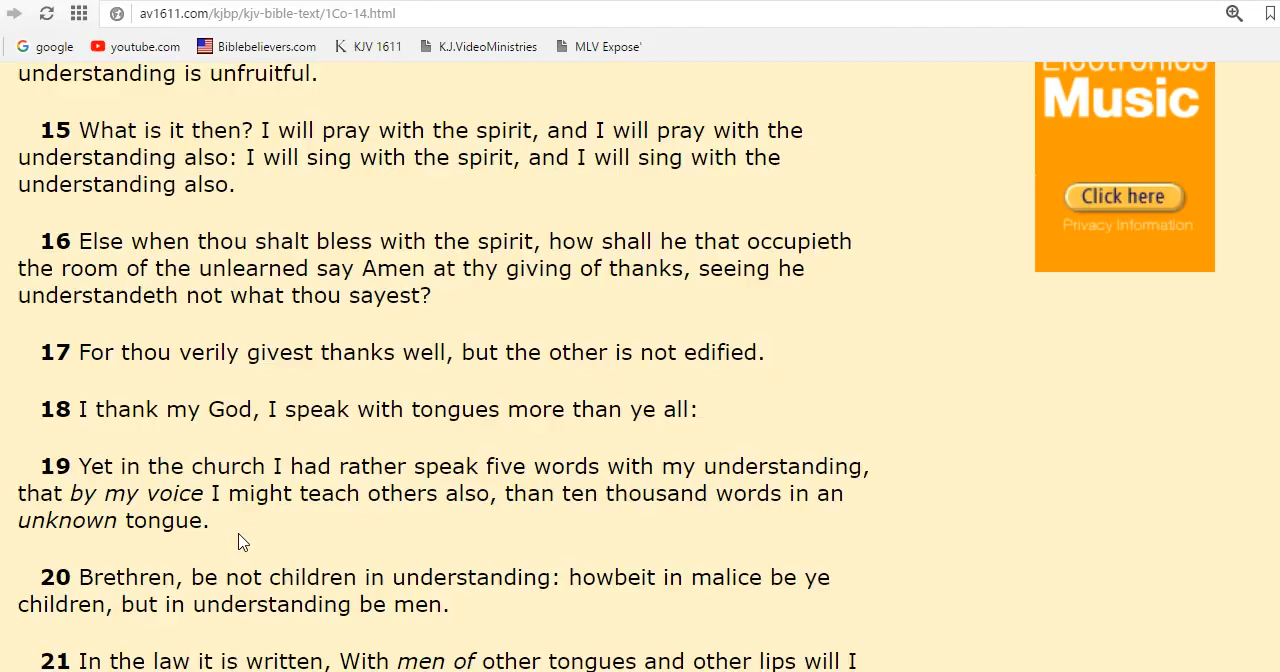 av1611.com/kjbp/kjv-bible-text/1Co-14.html
google youtube.com Biblebelievers.com KJV 1611 K.J.VideoMinistries MLV Expose'
understanding is unfruitful.
15 What is it then? I will pray with the spirit, and I will pray with the
understanding also: I will sing with the spirit, and I will sing with the
understanding also.
16 Else when thou shalt bless with the spirit, how shall he that occupieth
the room of the unlearned say Amen at thy giving of thanks, seeing he
understandeth not what thou sayest?
17 For thou verily givest thanks well, but the other is not edified.
18 I thank my God, I speak with tongues more than ye all:
19 Yet in the church I had rather speak five words with my understanding,
that by my voice I might teach others also, than ten thousand words in an
unknown tongue.
20 Brethren, be not children in understanding: howbeit in malice be ye
children, but in understanding be men.
21 In the law it is written, With men of other tongues and other lips will I
Electronics
Music
Click here
Privacy Information